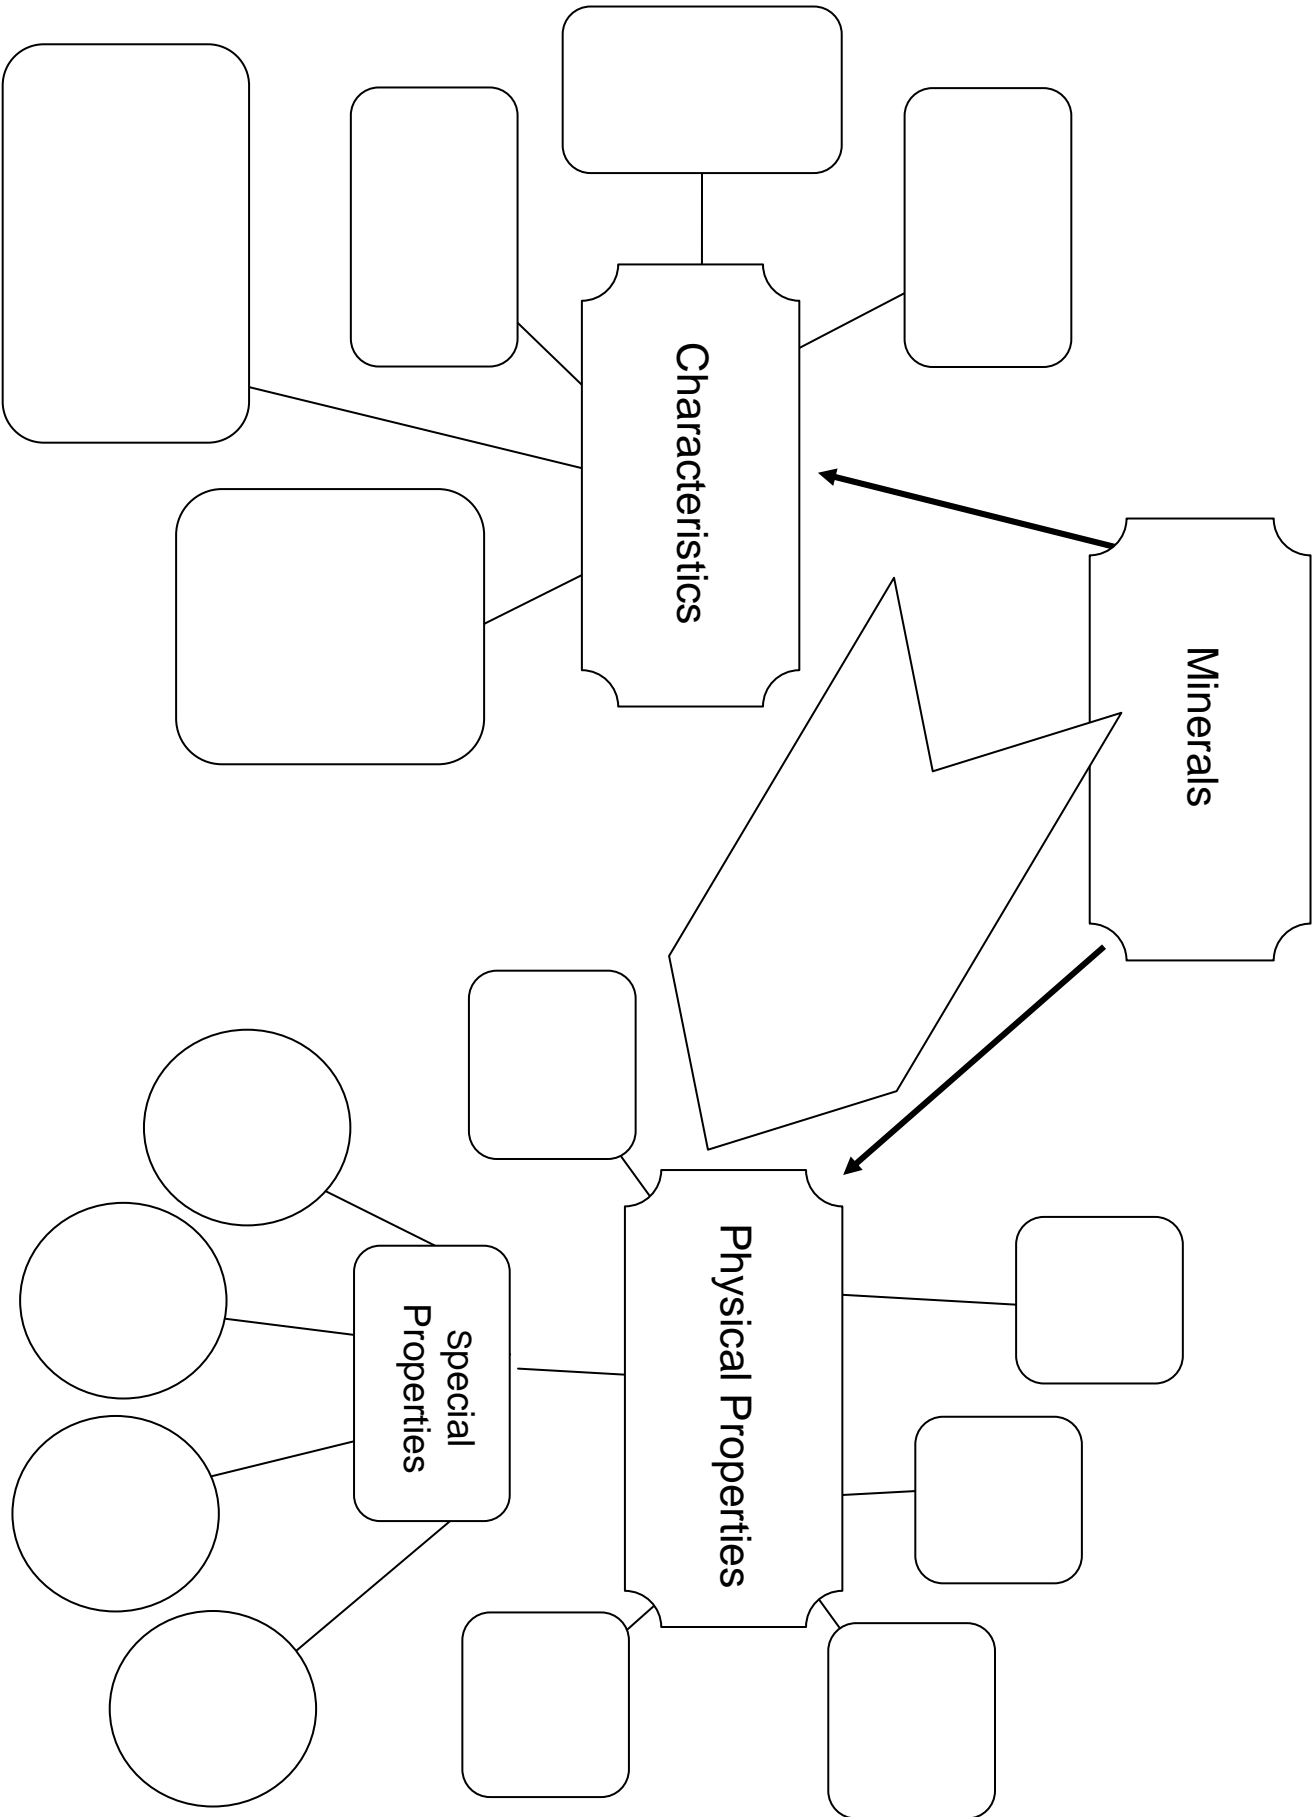 Minerals
Characteristics
Physical Properties
Special
Properties